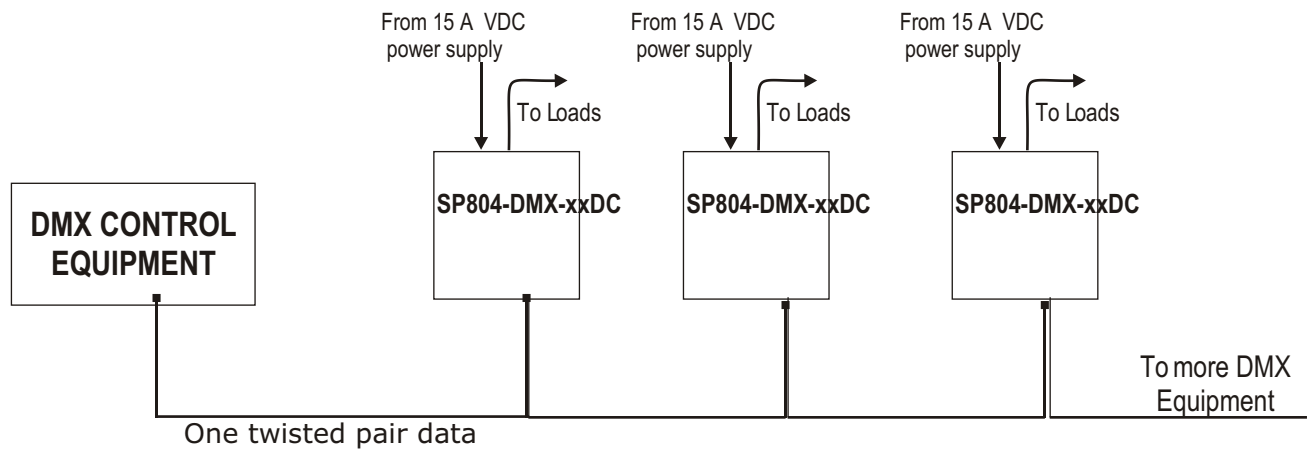 From 15 A VDC
power supply
From 15 A VDC
power supply
From 15 A VDC
power supply
To Loads
To Loads
To Loads
SP804-DMX-xxDC
SP804-DMX-xxDC
SP804-DMX-xxDC
DMX CONTROL
EQUIPMENT
To more DMX
Equipment
One twisted pair data